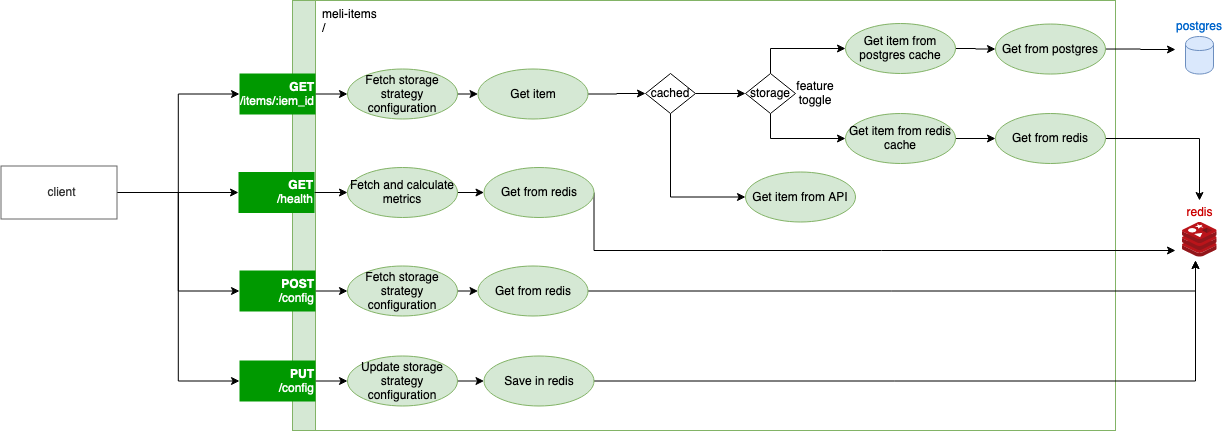 meli-items
/
postgres
GET
/items/:iem_id
Fetch storage
strategy
configuration
Get item
cached
storage
feature
toggle
Get item from
postgres cache
Get from postgres
Get item from redis
cache
Get from redis
client
GET
/health
Fetch and calculate
metrics
Get from redis
Get item from API
redis
POST
/config
Fetch storage
strategy
configuration
Get from redis
PUT
/config
Update storage
strategy
configuration
Save in redis